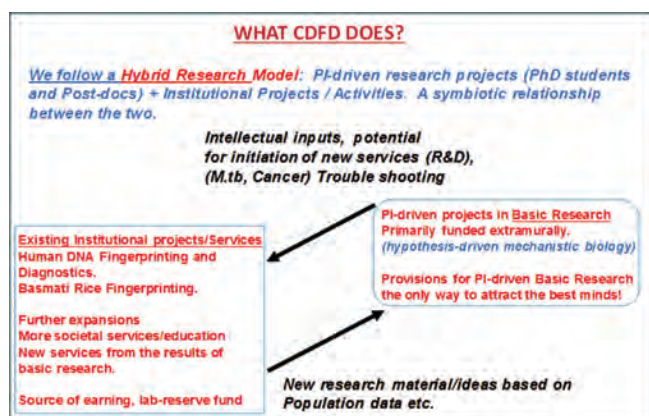 WHAT CDFD DOES?
We follow a Hybrid Research Model: PI-driven research projects (PhD students
and Post-docs) + Institutional Projects / Activities. A symbiotic relationship
between the two.
Intellectual inputs, potential
for initiation of new services (R&D),
(M.tb, Cancer) Trouble shooting
PI-driven projects in Basic Research
Primarily funded extramurally.
(hypothesis-driven mechanistic biology)
Provisions for PI-driven Basic Research
the only way to attract the best minds!
Existing Institutional projects/Services
Human DNA Fingerprinting and
Diagnostics.
Basmati Rice Fingerprinting.
Further expansions
More societal services/education
New services from the results of
basic research.
Source of earning, lab-reserve fund
New research material/ideas based on
Population data etc.